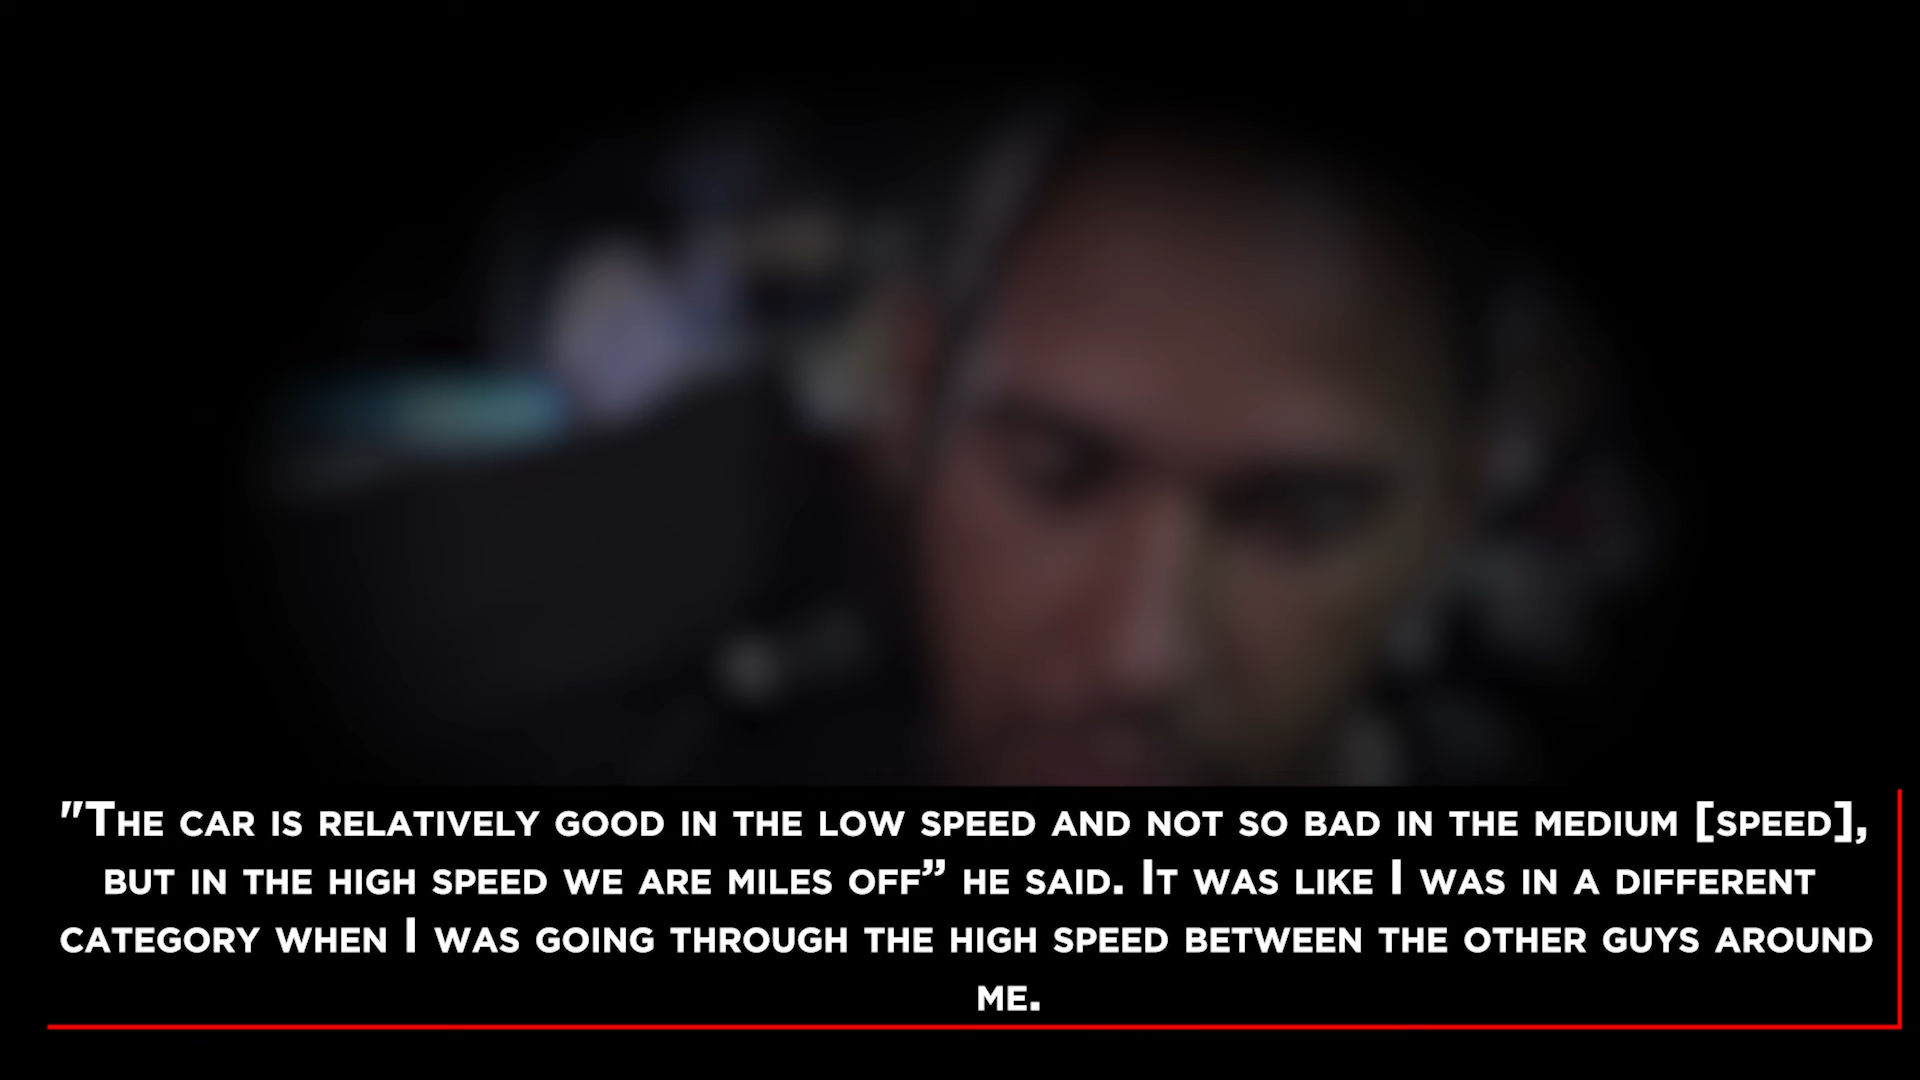 "The car is relatively good in the low speed and not so bad in the medium [speed],
but in the high speed we are miles off” he said. It was like I was in a different
category when I was going through the high speed between the other guys around
me.